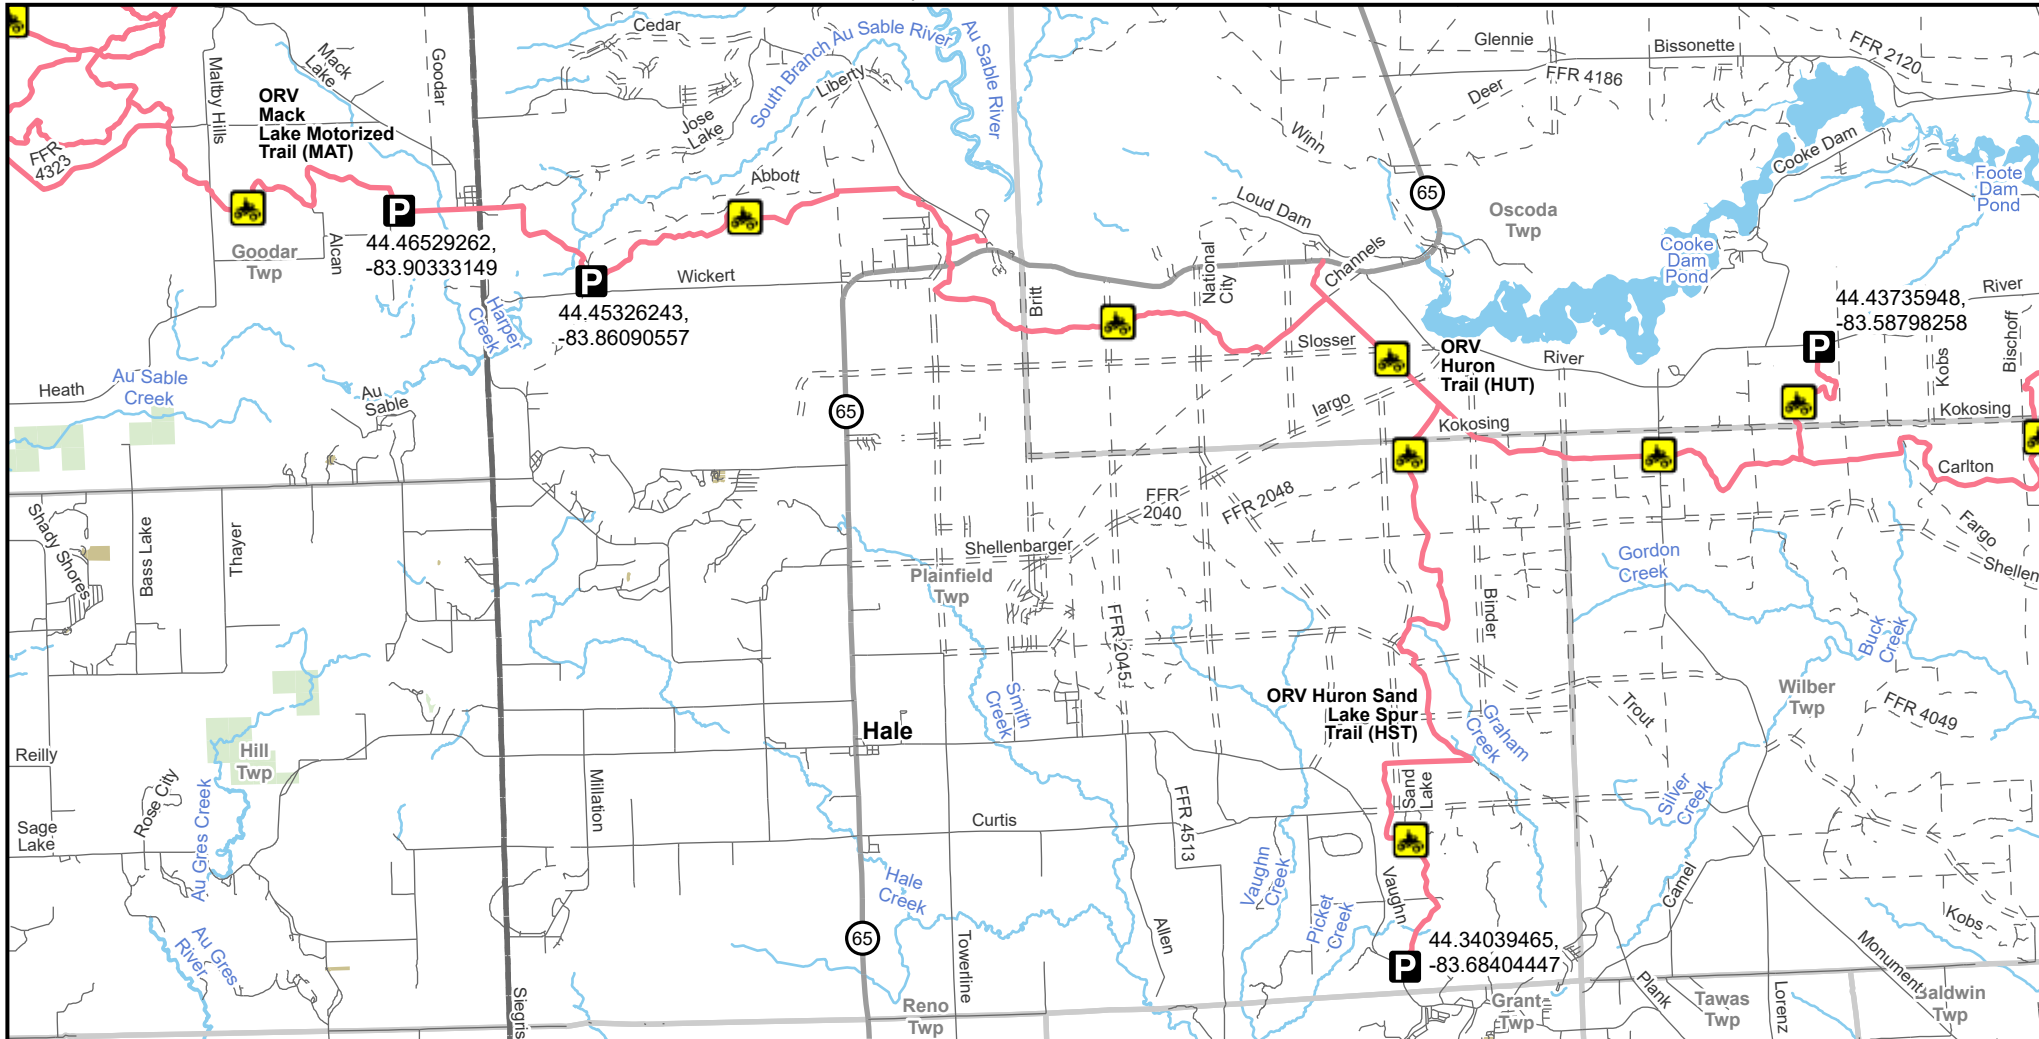 Cedar
South Branch Au Sable River
Au Sable River
Glennie
Bissonette
FFR 2120
FFR 4186
Deer
Winn
Maltby Hills
Mack
Lake
Goodar
Liberty
Jose
Lake
ORV
Mack
Lake Motorized
Trail (MAT)
FFR
4323
Cooke Dam
Foote
Dam
Pond
Abbott
Loud Dam
65
Oscoda
Twp
Goodar
Twp
Alcan
P
44.46529262,
-83.90333149
P
44.45326243,
-83.86090557
Wickert
Harper
Creek
Britt
National
City
Channels
Cooke
Dam
Pond
River
44.43735948,
-83.58798258
P
Bischoff
Kobs
Slosser
ORV
Huron
Trail (HUT)
River
Heath
Au Sable
Creek
Au
Sable
65
Iargo
Kokosing
Kokosing
Carlton
FFR
2040
FFR 2048
Fargo
Shellen
Shady Shores
Bass Lake
Thayer
Shellenbarger
Plainfield
Twp
FFR 2045
Binder
Gordon
Creek
Buck
Creek
Smith
Creek
ORV Huron Sand
Lake Spur
Trail (HST)
Graham
Creek
Trout
Wilber
Twp
FFR 4049
Hale
Reilly
Hill
Twp
Rose City
Au Gres Creek
Sage
Lake
Millation
Curtis
FFR 4513
Sand
Lake
Silver
Creek
Vaughn
Creek
Vaughn
Camel
Hale
Creek
Picket
Creek
Kobs
Au Gres
River
65
Towerline
Allen
44.34039465,
-83.68404447
P
Monument
Siegris
Reno
Twp
Grant
Twp
Plank
Tawas
Twp
Lorenz
Baldwin
Twp